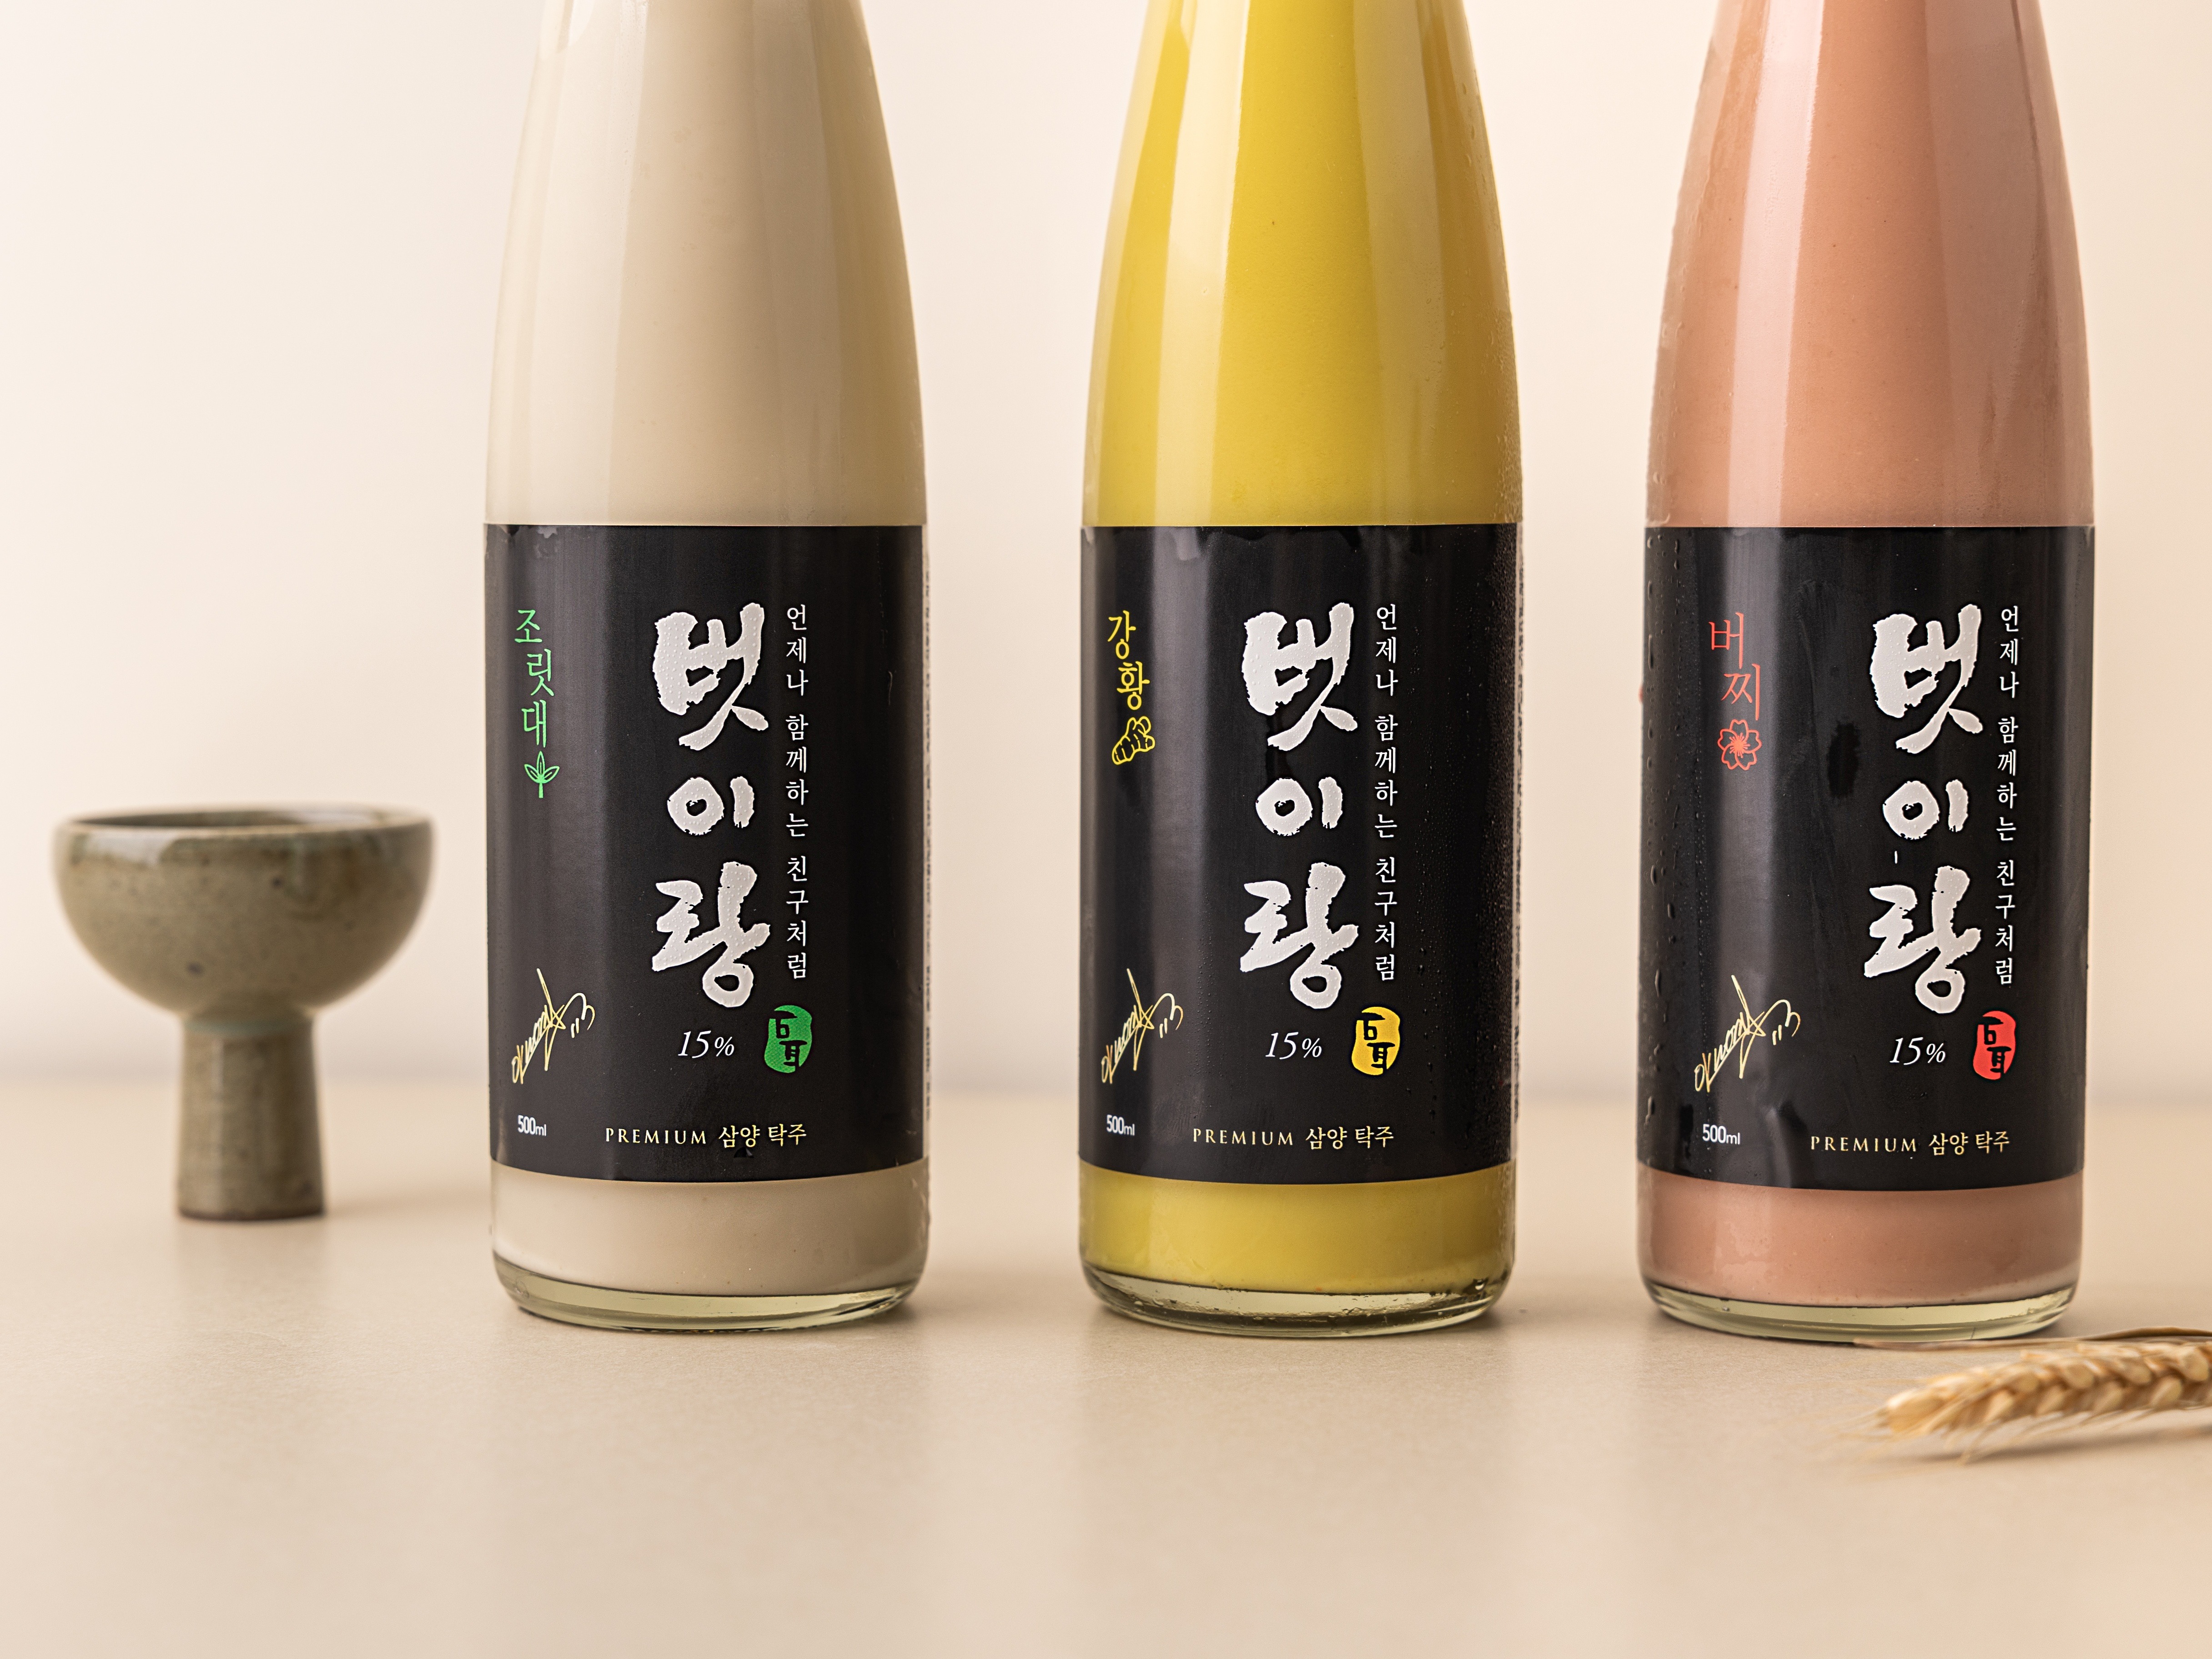 조릿대
벗이랑
언제나 함께하는 친구처럼
15%
500ml
PREMIUM 삼양 탁주
강황
벗이랑
언제나 함께하는 친구처럼
15%
500ml
PREMIUM 삼양 탁주
버찌
벗이랑
언제나 함께하는 친구처럼
15%
500ml
PREMIUM 삼양 탁주